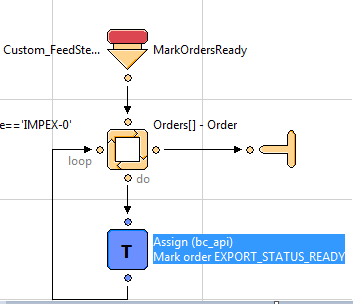 Custom_FeedSte... MarkOrdersReady
e=='IMPEX-0' Orders[] - Order
loop
do
T
Assign (bc_api)
Mark order EXPORT_STATUS_READY